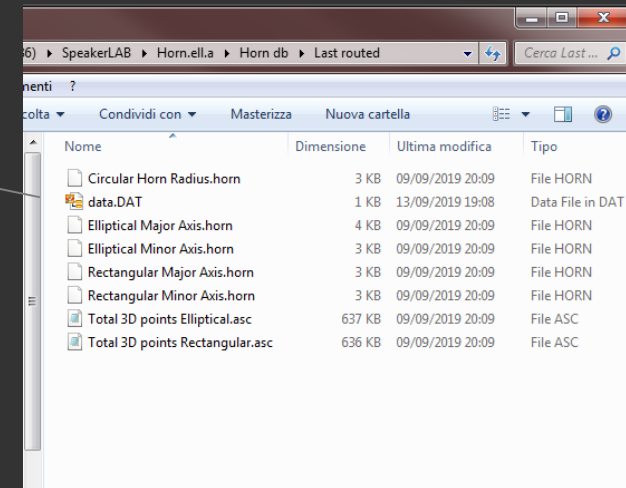 6) ▸ SpeakerLAB ▸ Horn.ell.a ▸ Horn db ▸ Last routed Cerca Last ...
menti ?
colta Condividi con Masterizza Nuova cartella
Nome Dimensione Ultima modifica Tipo
Circular Horn Radius.horn 3 KB 09/09/2019 20:09 File HORN
data.DAT 1 KB 13/09/2019 19:08 Data File in DAT
Elliptical Major Axis.horn 4 KB 09/09/2019 20:09 File HORN
Elliptical Minor Axis.horn 3 KB 09/09/2019 20:09 File HORN
Rectangular Major Axis.horn 3 KB 09/09/2019 20:09 File HORN
Rectangular Minor Axis.horn 3 KB 09/09/2019 20:09 File HORN
Total 3D points Elliptical.asc 637 KB 09/09/2019 20:09 File ASC
Total 3D points Rectangular.asc 636 KB 09/09/2019 20:09 File ASC